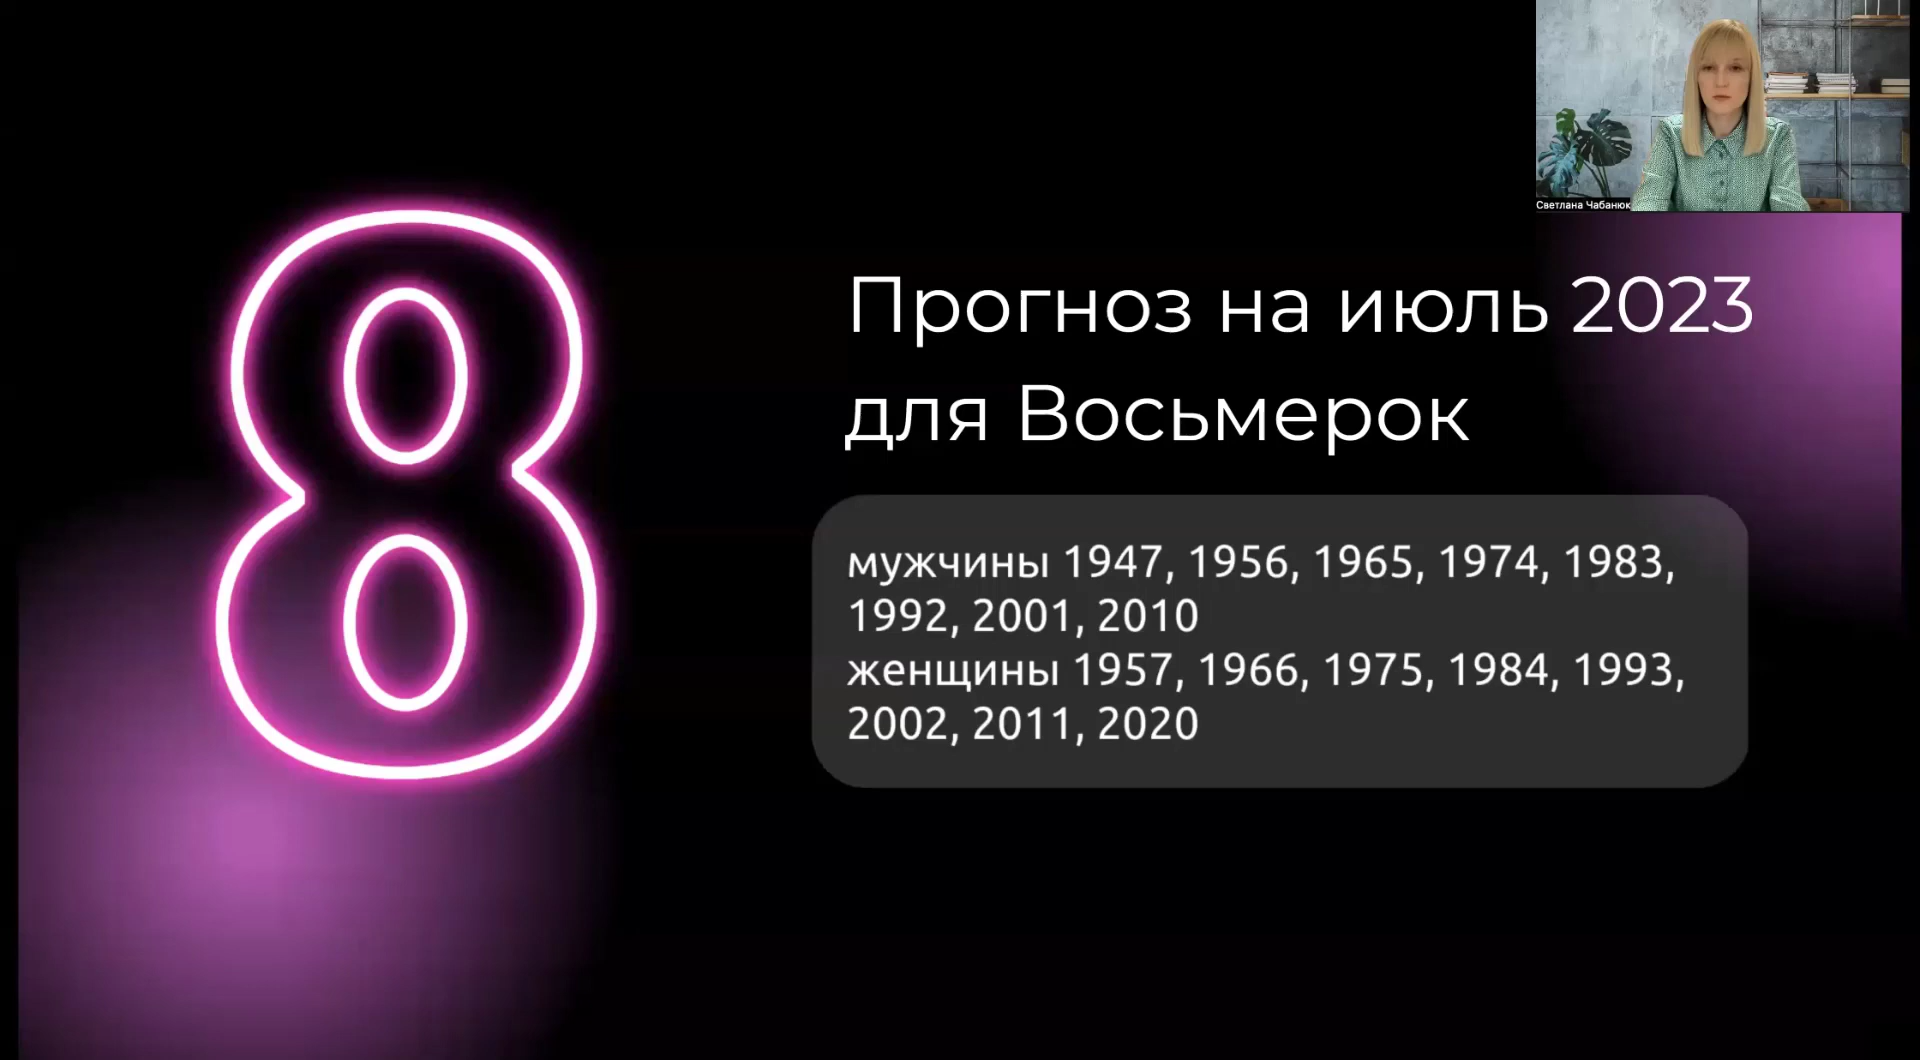 Светлана Чабанюк
8
Прогноз на июль 2023
для Восьмерок
мужчины 1947, 1956, 1965, 1974, 1983,
1992, 2001, 2010
женщины 1957, 1966, 1975, 1984, 1993,
2002, 2011, 2020